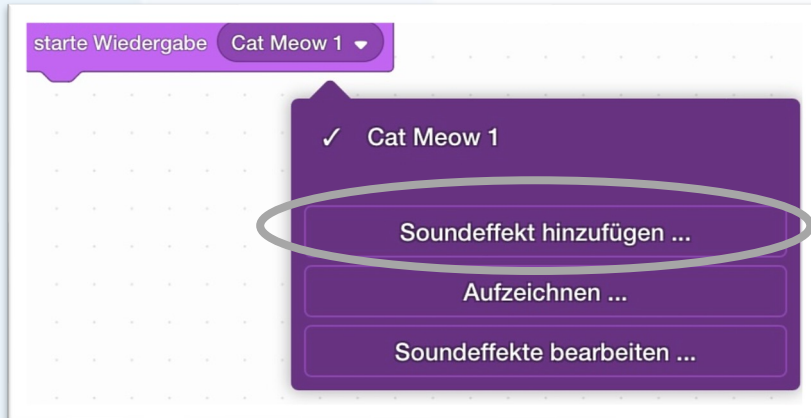 starte Wiedergabe Cat Meow 1
✓ Cat Meow 1
Soundeffekt hinzufügen ...
Aufzeichnen ...
Soundeffekte bearbeiten ...